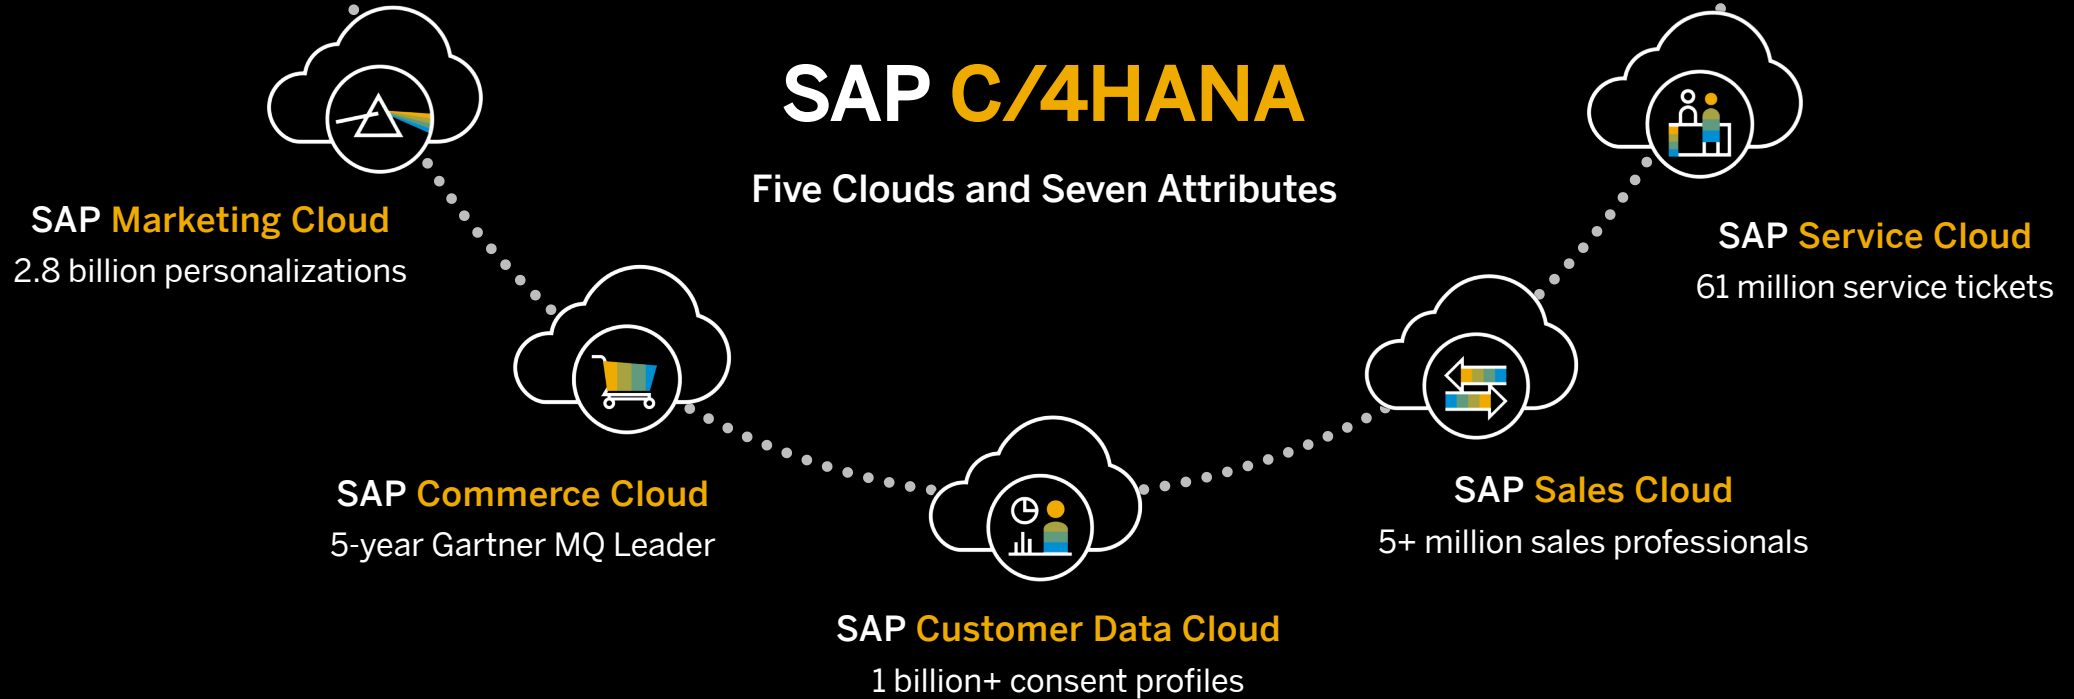 SAP C/4HANA
Five Clouds and Seven Attributes
SAP Marketing Cloud
2.8 billion personalizations
SAP Service Cloud
61 million service tickets
SAP Commerce Cloud
5-year Gartner MQ Leader
SAP Sales Cloud
5+ million sales professionals
SAP Customer Data Cloud
1 billion+ consent profiles